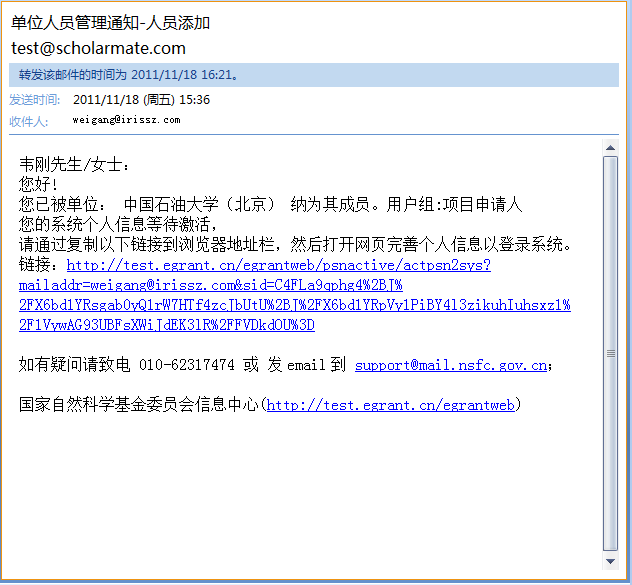 单位人员管理通知-人员添加
test@scholarmate.com
转发该邮件的时间为 2011/11/18 16:21。
发送时间: 2011/11/18 (周五) 15:36
收件人: weigang@irissz.com
韦刚先生/女士：
您好！
您已被单位： 中国石油大学（北京） 纳为其成员。用户组:项目申请人
您的系统个人信息等待激活，
请通过复制以下链接到浏览器地址栏，然后打开网页完善个人信息以登录系统。
链接：http://test.egrant.cn/egrantweb/psnactive/actpsn2sys?
mailaddr=weigang@irissz.com&sid=C4FLa9qphg4%2BJ%
2FX6bd1YRsgab0yQ1rW7HTf4zcJbUtU%2BJ%2FX6bd1YRpVy1PiBY4l3zikuhIuhsxz1%
2F1VywAG93UBFsXWiJdEK3lR%2FFVDkdOU%3D
如有疑问请致电 010-62317474 或 发email到 support@mail.nsfc.gov.cn；
国家自然科学基金委员会信息中心(http://test.egrant.cn/egrantweb)